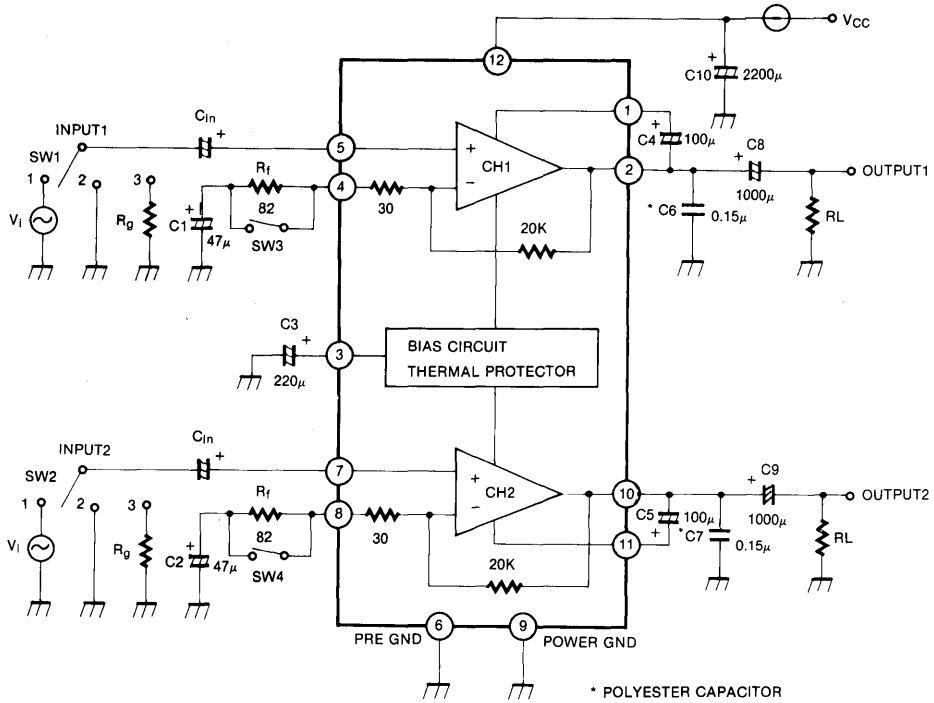 12
VCC
+
C10
2200μ
INPUT1
Cin
+
1
+
C4
100μ
C8
+
SW1
5
+
CH1
2
OUTPUT1
1
2
3
Rf
4
−
1000μ
Vi
Rg
+
C1
47μ
82
SW3
30
* C6
0.15μ
RL
20K
C3
+
3
220μ
BIAS CIRCUIT
THERMAL PROTECTOR
INPUT2
Cin
+
C9
+
SW2
7
+
CH2
10
OUTPUT2
1
2
3
Rf
8
−
C5
100μ
+
*C7
1000μ
Vi
Rg
+
C2
47μ
82
SW4
30
11
0.15μ
RL
20K
PRE GND
6
9
POWER GND
* POLYESTER CAPACITOR